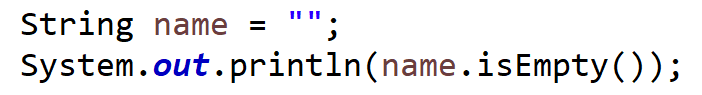 String name = "";
System.out.println(name.isEmpty());